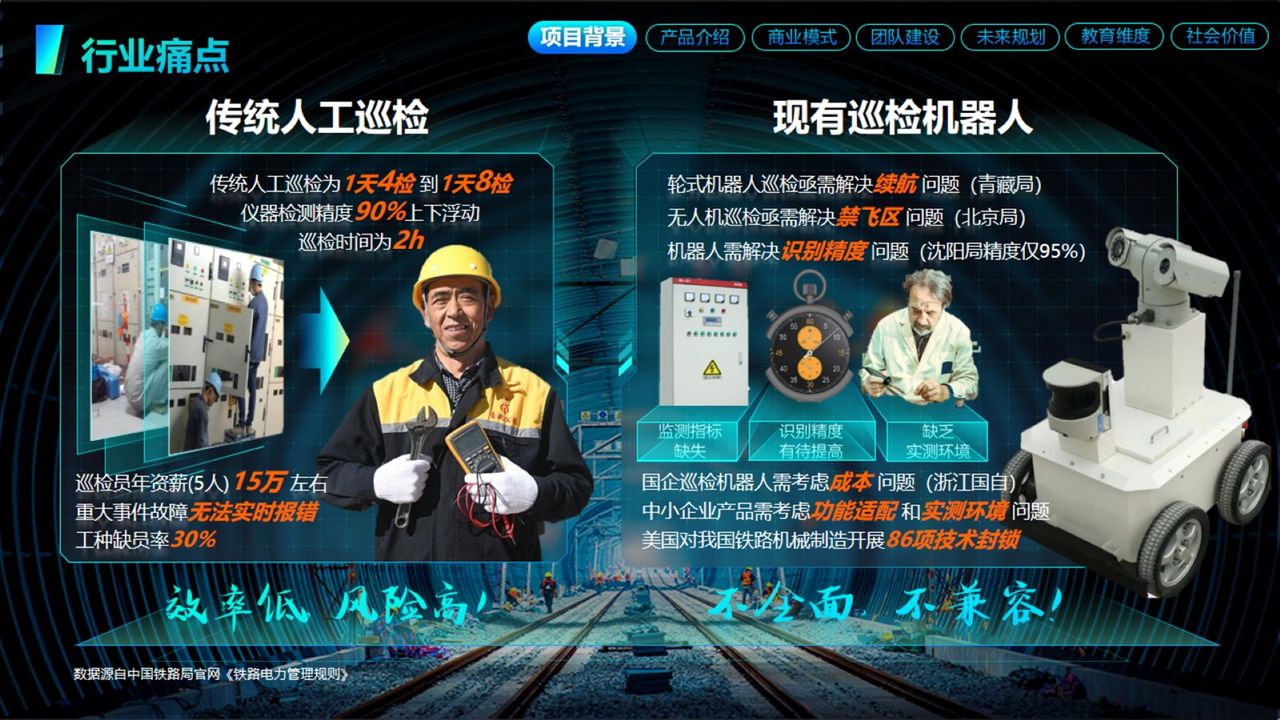 行业痛点
项目背景
产品介绍
商业模式
团队建设
未来规划
教育维度
社会价值
传统人工巡检
传统人工巡检为1天4检 到1天8检
仪器检测精度90%上下浮动
巡检时间为2h
巡检员年资薪(5人) 15万 左右
重大事件故障无法实时报错
工种缺员率30%
效率低 风险高!
现有巡检机器人
轮式机器人巡检亟需解决续航 问题（青藏局）
无人机巡检亟需解决禁飞区 问题（北京局）
机器人需解决识别精度 问题（沈阳局精度仅95%）
监测指标
缺失
识别精度
有待提高
缺乏
实测环境
国企巡检机器人需考虑成本 问题（浙江国自）
中小企业产品需考虑功能适配 和实测环境 问题
美国对我国铁路机械制造开展86项技术封锁
不全面 不兼容!
数据源自中国铁路局官网《铁路电力管理规则》